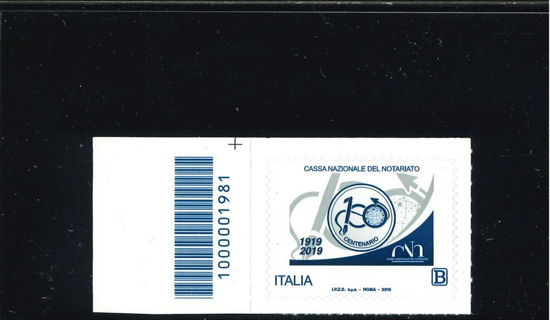 1000001981
CASSA NAZIONALE DEL NOTARIATO
100
CENTENARIO
1919
2019
CNN
ITALIA
B
I.P.Z.S. S.p.A. - ROMA - 2019